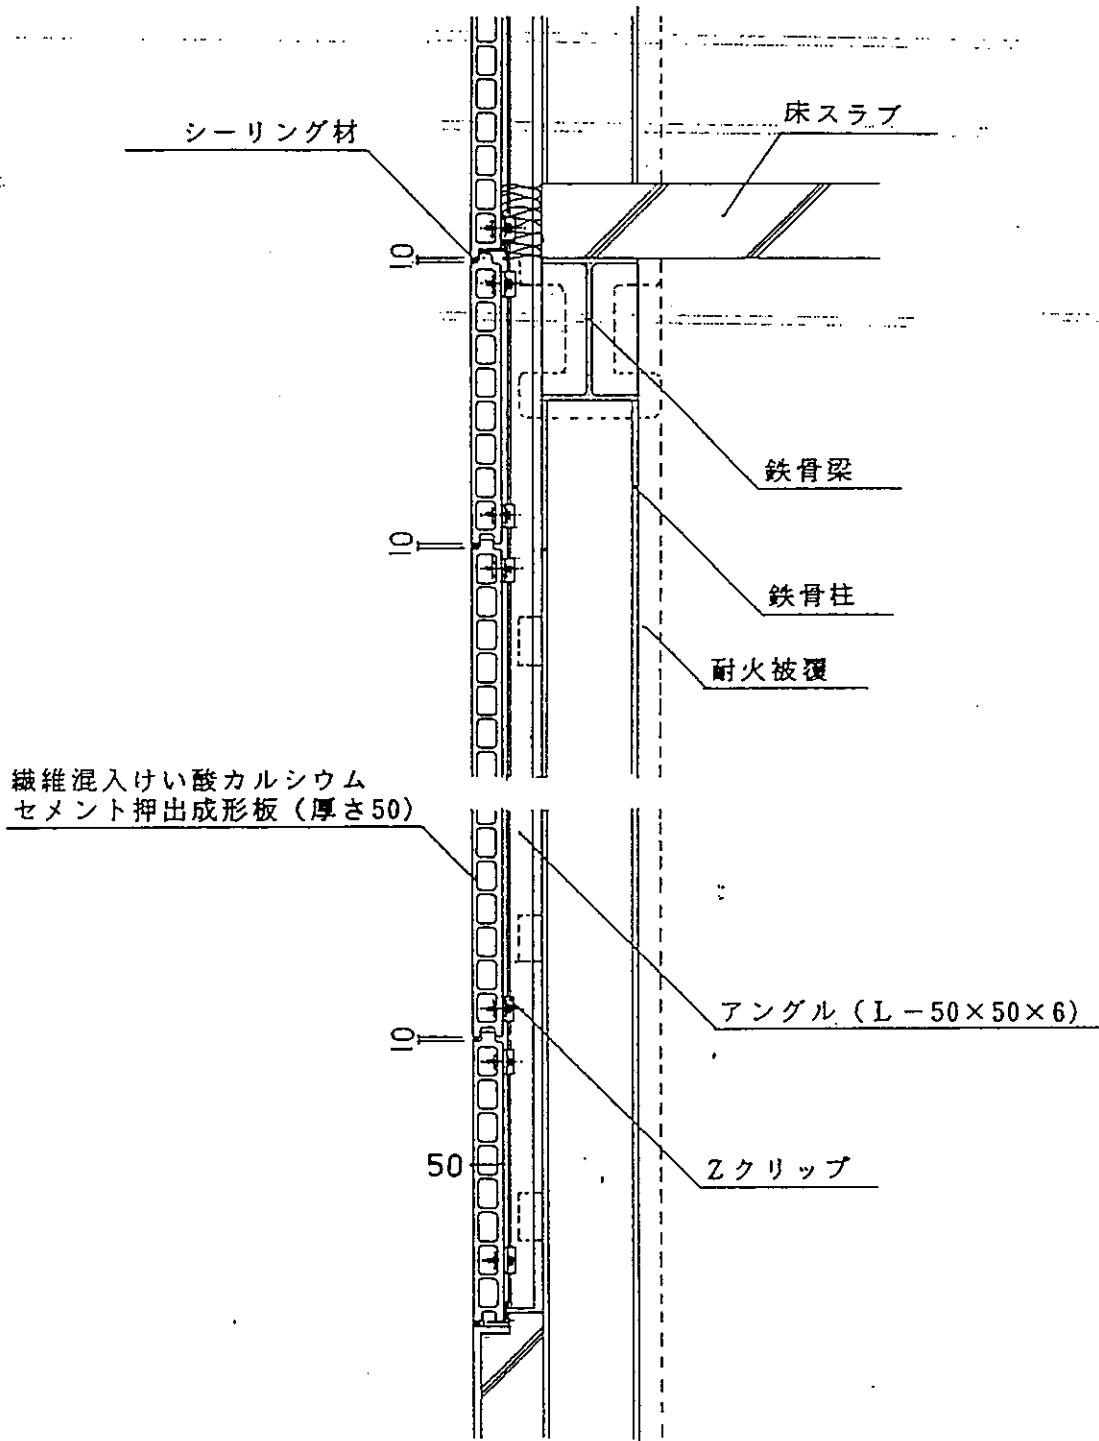 床スラブ
シーリング材
10
鉄骨梁
10
鉄骨柱
耐火被覆
繊維混入けい酸カルシウム
セメント押出成形板(厚さ50)
アングル(L-50×50×6)
10
50
Zクリップ